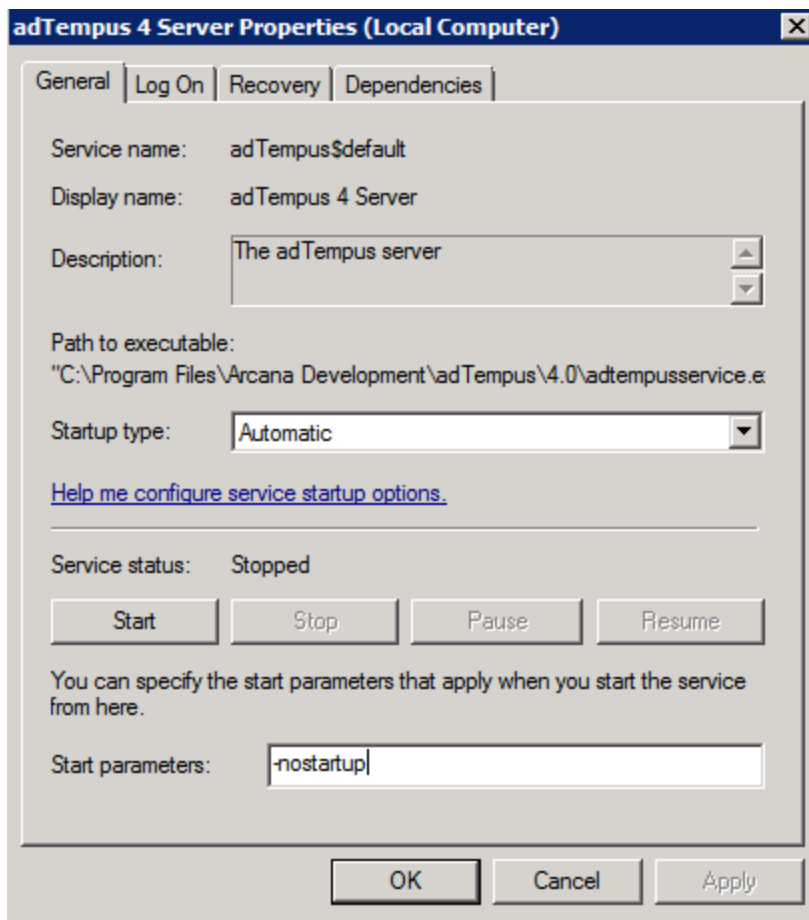 adTempus 4 Server Properties (Local Computer)
General Log On Recovery Dependencies
Service name: adTempus$default
Display name: adTempus 4 Server
Description: The adTempus server
Path to executable:
"C:\Program Files\Arcana Development\adTempus\4.0\adtempusservice.e
Startup type: Automatic
Help me configure service startup options.
Service status: Stopped
Start Stop Pause Resume
You can specify the start parameters that apply when you start the service
from here.
Start parameters: -nostartup
OK Cancel Apply